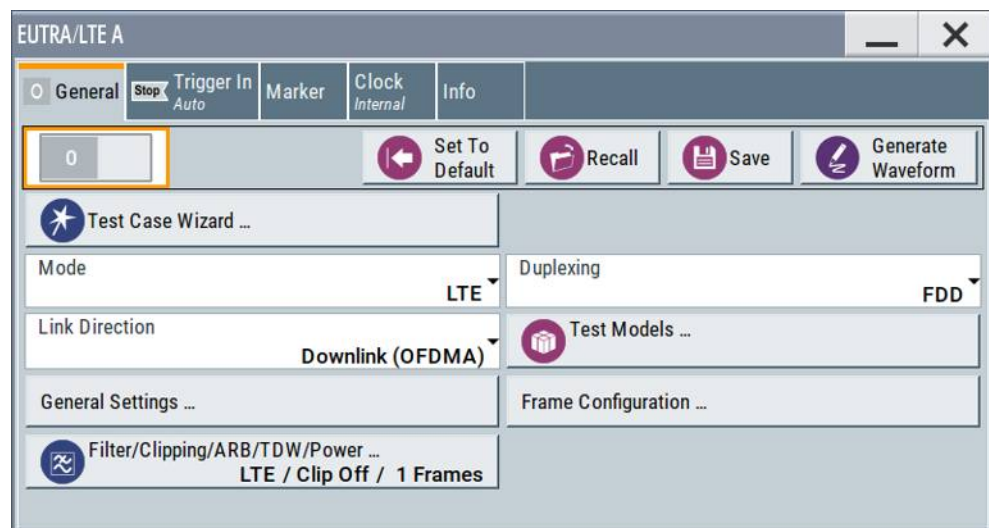 EUTRA/LTE A
0 General
Stop Trigger In
Auto
Marker
Clock
Internal
Info
0
Set To
Default
Recall
Save
Generate
Waveform
Test Case Wizard ...
Mode
LTE
Duplexing
FDD
Link Direction
Downlink (OFDMA)
Test Models ...
General Settings ...
Frame Configuration ...
Filter/Clipping/ARB/TDW/Power ...
LTE / Clip Off / 1 Frames